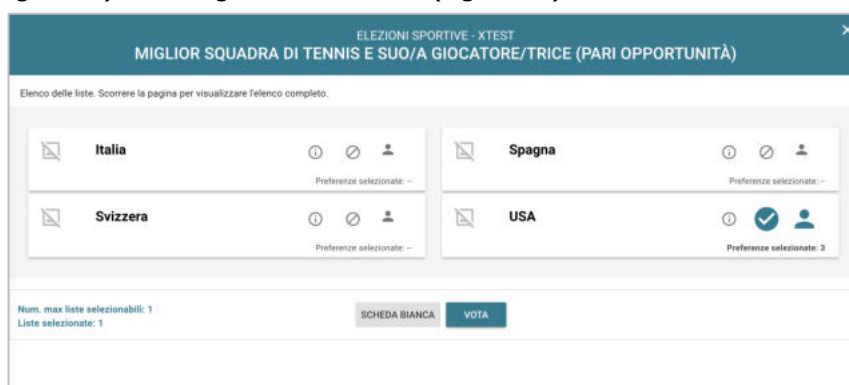 ELEZIONI SPORTIVE - XTEST
MIGLIOR SQUADRA DI TENNIS E SUO/A GIOCATORE/TRICE (PARI OPPORTUNITÀ)
Elenco delle liste. Scorrere la pagina per visualizzare l'elenco completo.
Italia
Preferenze selezionate: --
Spagna
Preferenze selezionate: --
Svizzera
Preferenze selezionate: --
USA
Preferenze selezionate: 3
Num. max liste selezionabili: 1
Liste selezionate: 1
SCHEDA BIANCA
VOTA